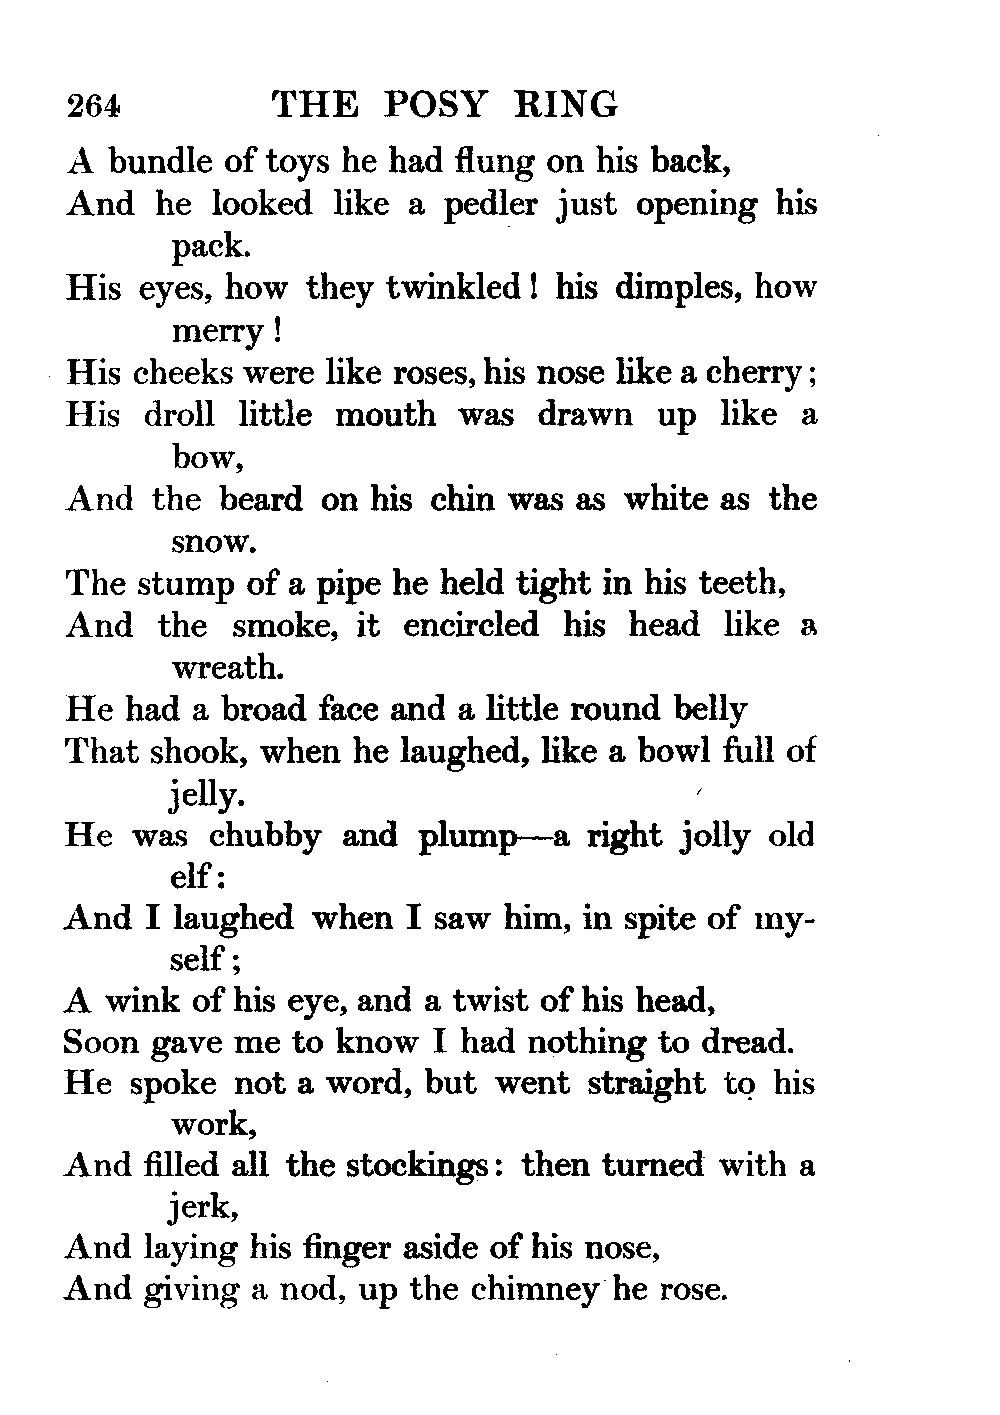 264 THE POSY RING
A bundle of toys he had flung on his back,
And he looked like a pedler just opening his
pack.
His eyes, how they twinkled! his dimples, how
merry!
His cheeks were like roses, his nose like a cherry;
His droll little mouth was drawn up like a
bow,
And the beard on his chin was as white as the
snow.
The stump of a pipe he held tight in his teeth,
And the smoke, it encircled his head like a
wreath.
He had a broad face and a little round belly
That shook, when he laughed, like a bowl full of
jelly.
He was chubby and plump—a right jolly old
elf:
And I laughed when I saw him, in spite of my-
self;
A wink of his eye, and a twist of his head,
Soon gave me to know I had nothing to dread.
He spoke not a word, but went straight to his
work,
And filled all the stockings: then turned with a
jerk,
And laying his finger aside of his nose,
And giving a nod, up the chimney he rose.